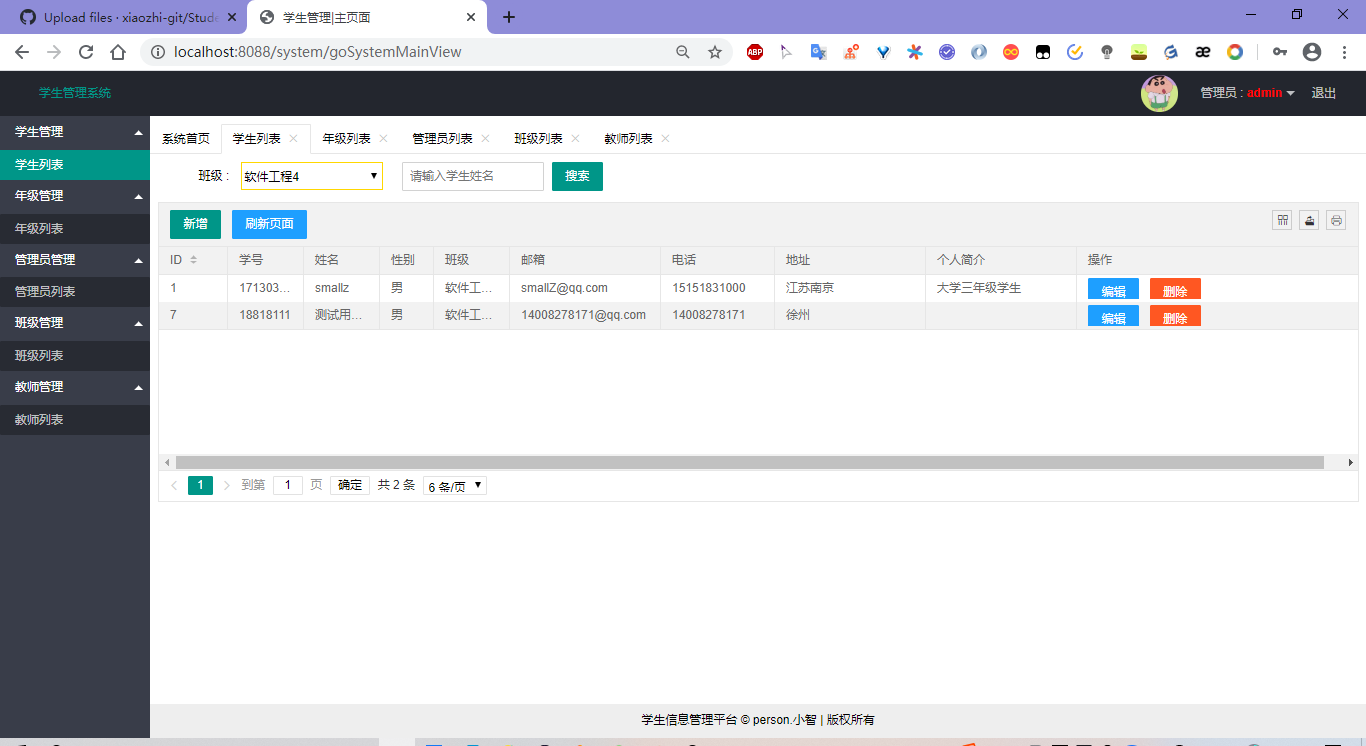 Upload files · xiaozhi-git/Stude
学生管理|主页面
localhost:8088/system/goSystemMainView
ABP
学生管理系统
管理员 : admin
退出
学生管理
学生列表
年级管理
年级列表
管理员管理
管理员列表
班级管理
班级列表
教师管理
教师列表
系统首页 学生列表 年级列表 管理员列表 班级列表 教师列表
班级 : 软件工程4 请输入学生姓名 搜索
新增 刷新页面
ID 学号 姓名 性别 班级 邮箱 电话 地址 个人简介 操作
1 171303... smallz 男 软件工... smallZ@qq.com 15151831000 江苏南京 大学三年级学生 编辑 删除
7 18818111 测试用... 男 软件工... 14008278171@qq.com 14008278171 徐州 编辑 删除
1 到第 1 页 确定 共 2 条 6 条/页
学生信息管理平台 © person.小智 | 版权所有